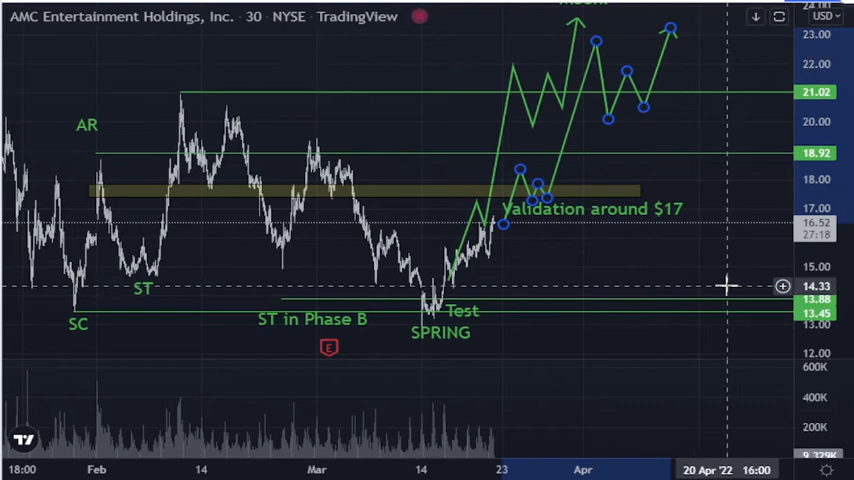 AMC Entertainment Holdings, Inc. · 30 · NYSE · TradingView
USD
24.00
23.00
22.00
21.02
20.00
AR
18.92
18.00
Validation around $17
17.00
16.52
27:18
15.00
ST
14.33
13.88
Test
13.45
ST in Phase B
SC
SPRING
13.00
E
12.00
600K
400K
200K
9.329K
18:00
Feb
14
Mar
14
23
Apr
20 Apr '22 16:00